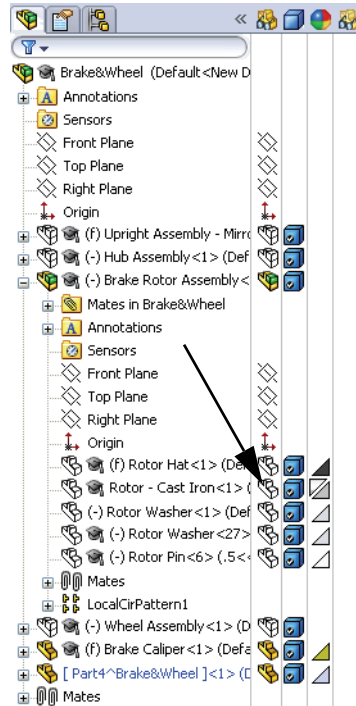 «
Brake&Wheel (Default<New D
Annotations
Sensors
Front Plane
Top Plane
Right Plane
Origin
(f) Upright Assembly - Mirr
(-) Hub Assembly<1> (Def
(-) Brake Rotor Assembly<
Mates in Brake&Wheel
Annotations
Sensors
Front Plane
Top Plane
Right Plane
Origin
(f) Rotor Hat<1> (De
Rotor - Cast Iron<1> (
(-) Rotor Washer<1> (Def
(-) Rotor Washer<27>
(-) Rotor Pin<6> (.5<
Mates
LocalCirPattern1
(-) Wheel Assembly<1> (D
(f) Brake Caliper<1> (Defa
[ Part4^Brake&Wheel ]<1> (D
Mates